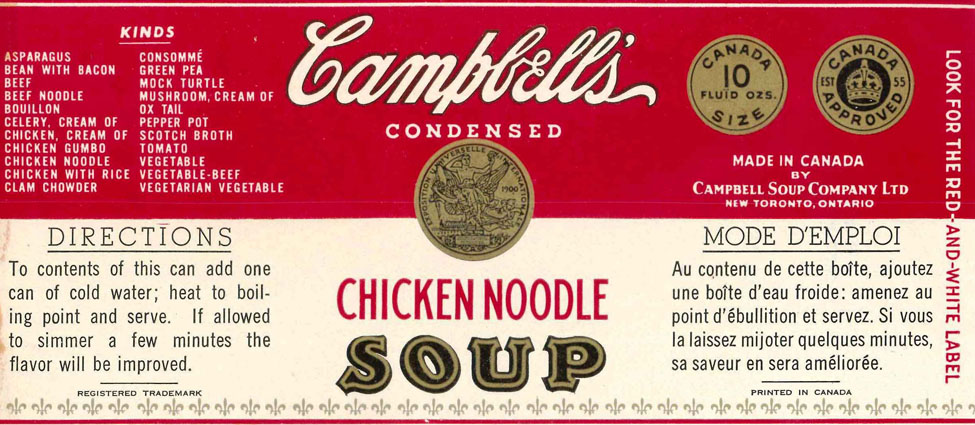 KINDS
ASPARAGUS
BEAN WITH BACON
BEEF
BEEF NOODLE
BOUILLON
CELERY, CREAM OF
CHICKEN, CREAM OF
CHICKEN GUMBO
CHICKEN NOODLE
CHICKEN WITH RICE
CLAM CHOWDER
CONSOMMÉ
GREEN PEA
MOCK TURTLE
MUSHROOM, CREAM OF
OX TAIL
PEPPER POT
SCOTCH BROTH
TOMATO
VEGETABLE
VEGETABLE-BEEF
VEGETARIAN VEGETABLE
Campbell's
CONDENSED
EXPOSITION UNIVERSELLE INTERNATIONALE
1900
CANADA
10
FLUID OZS.
SIZE
CANADA
EST 55
APPROVED
MADE IN CANADA
BY
CAMPBELL SOUP COMPANY LTD
NEW TORONTO, ONTARIO
LOOK FOR THE RED-AND-WHITE LABEL
DIRECTIONS
To contents of this can add one
can of cold water; heat to boil-
ing point and serve. If allowed
to simmer a few minutes the
flavor will be improved.
REGISTERED TRADEMARK
CHICKEN NOODLE
SOUP
MODE D'EMPLOI
Au contenu de cette boîte, ajoutez
une boîte d'eau froide: amenez au
point d'ébullition et servez. Si vous
la laissez mijoter quelques minutes,
sa saveur en sera améliorée.
PRINTED IN CANADA